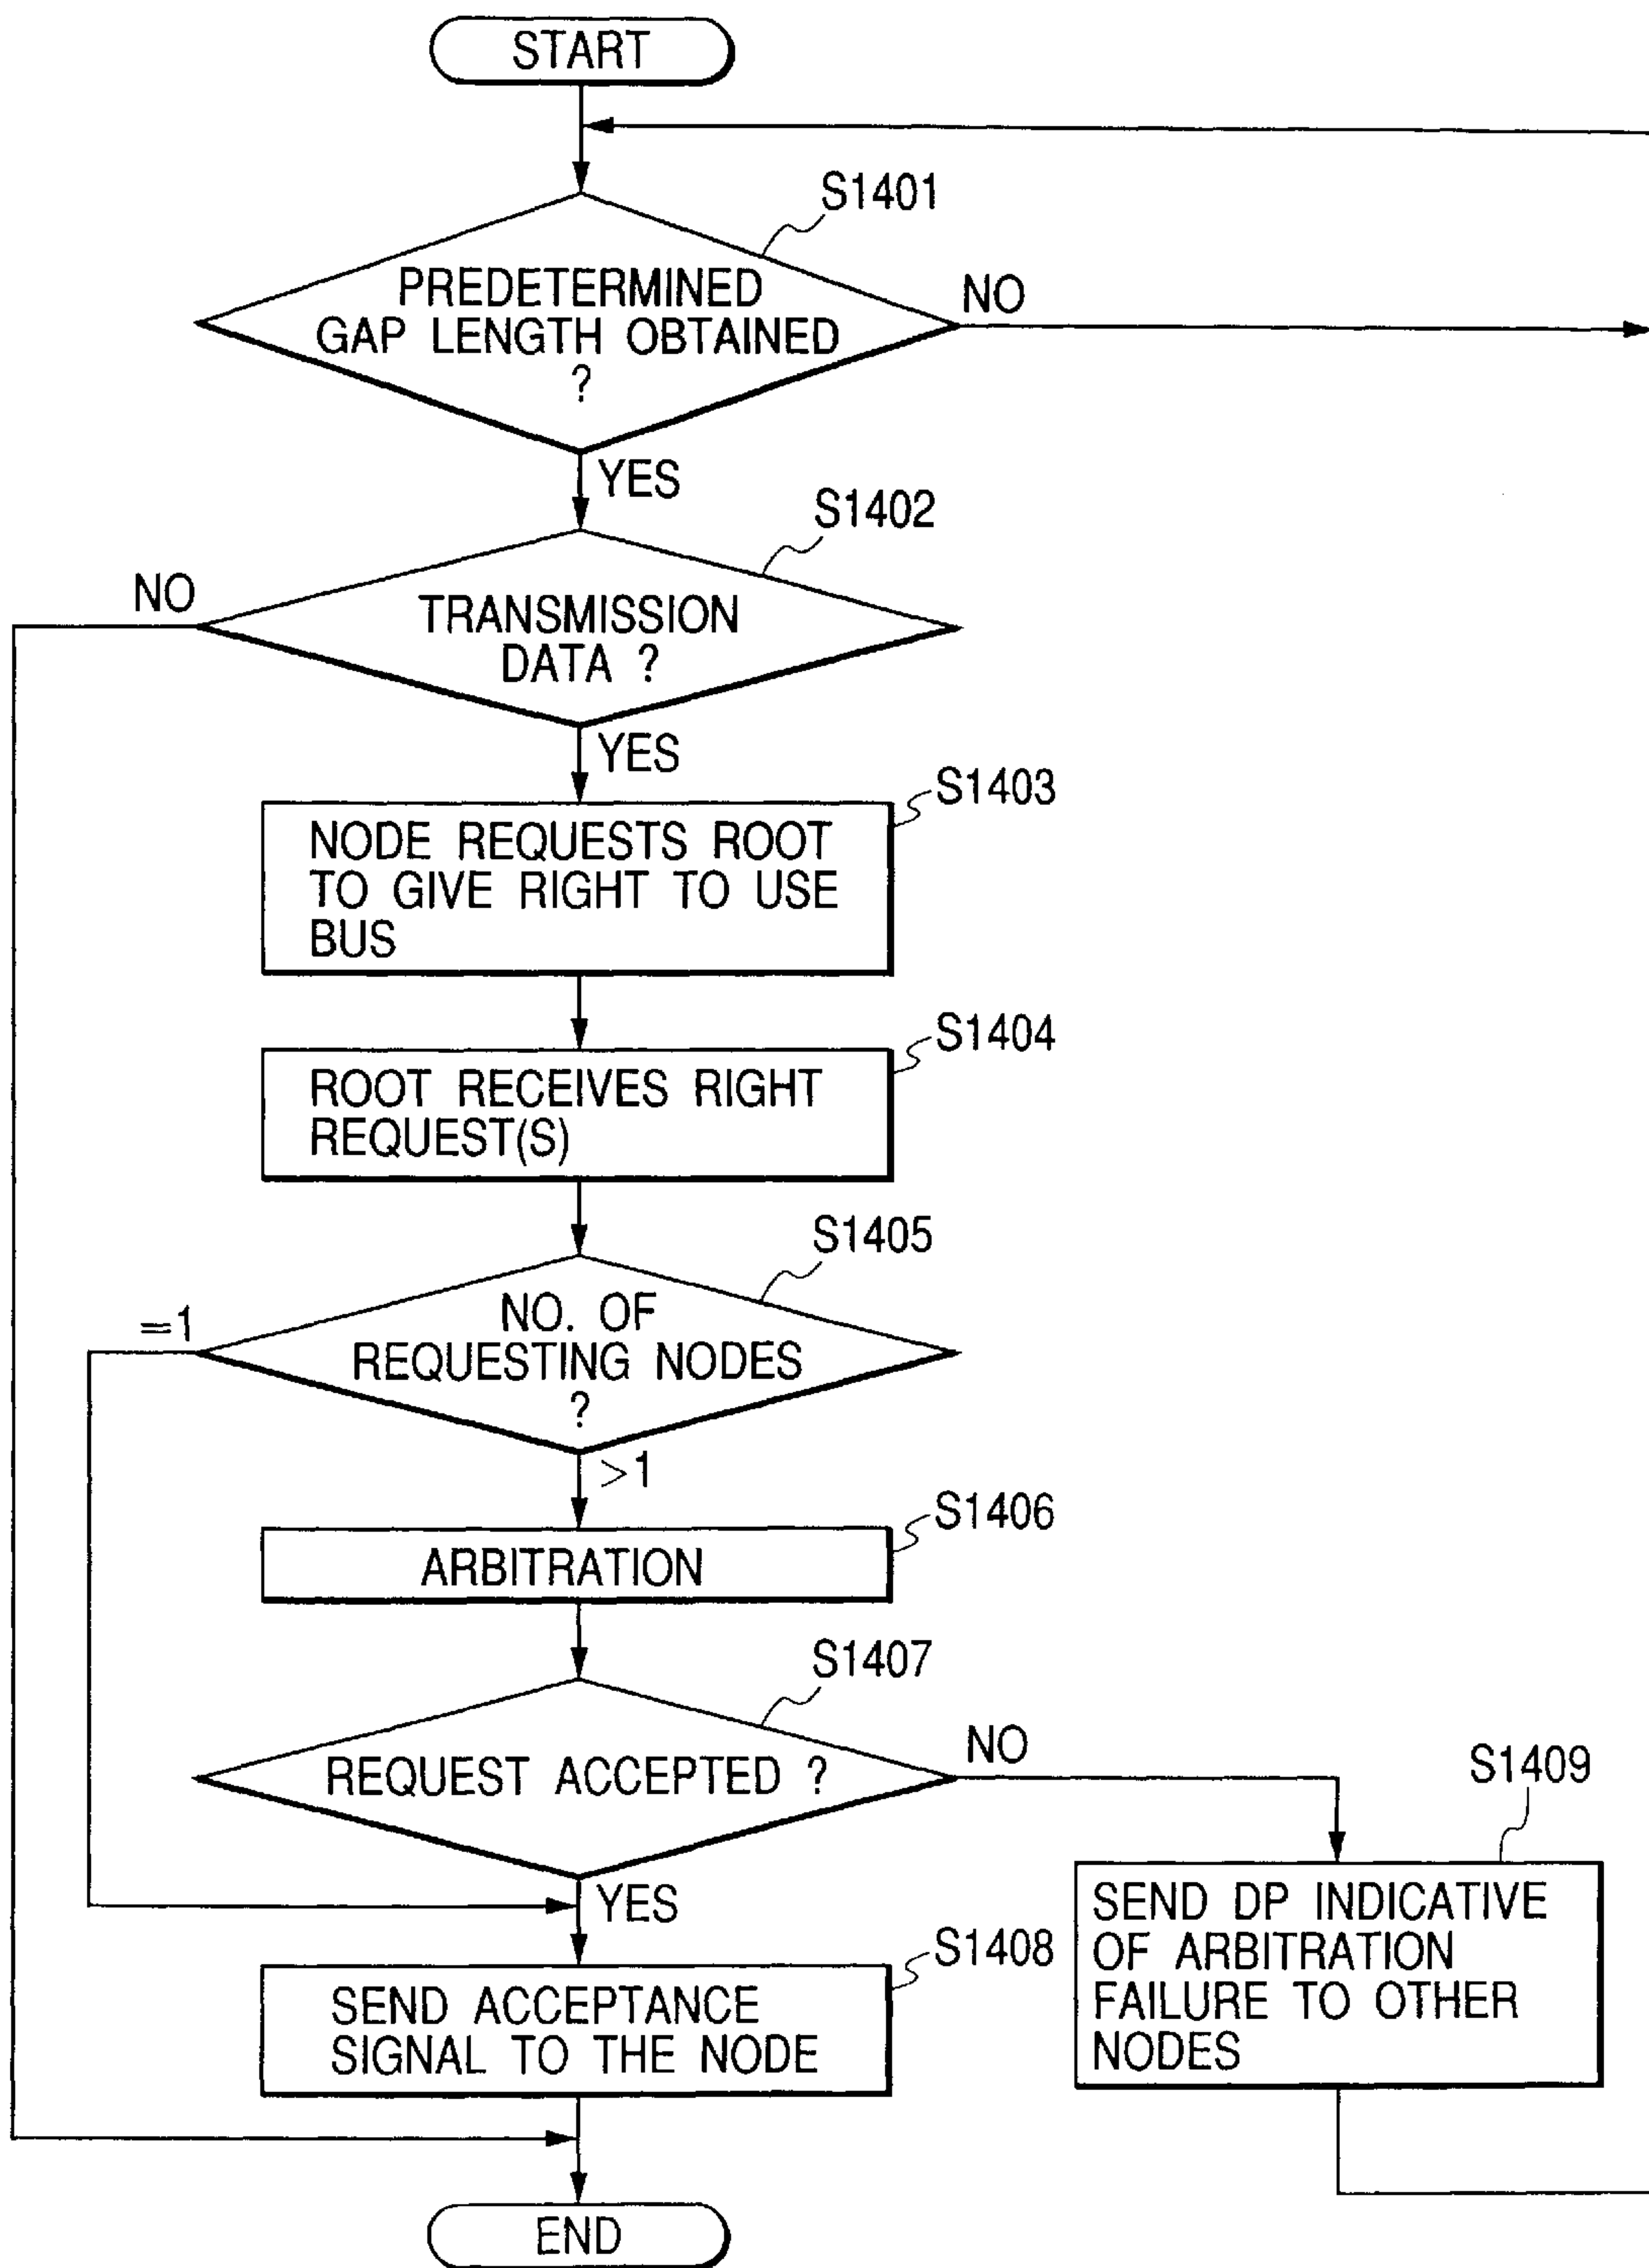 START
S1401
PREDETERMINED
GAP LENGTH OBTAINED
?
NO
YES
S1402
NO
TRANSMISSION
DATA ?
YES
S1403
NODE REQUESTS ROOT
TO GIVE RIGHT TO USE
BUS
S1404
ROOT RECEIVES RIGHT
REQUEST(S)
S1405
=1
NO. OF
REQUESTING NODES
?
>1
S1406
ARBITRATION
S1407
REQUEST ACCEPTED ?
NO
S1409
YES
SEND DP INDICATIVE
OF ARBITRATION
FAILURE TO OTHER
NODES
S1408
SEND ACCEPTANCE
SIGNAL TO THE NODE
END